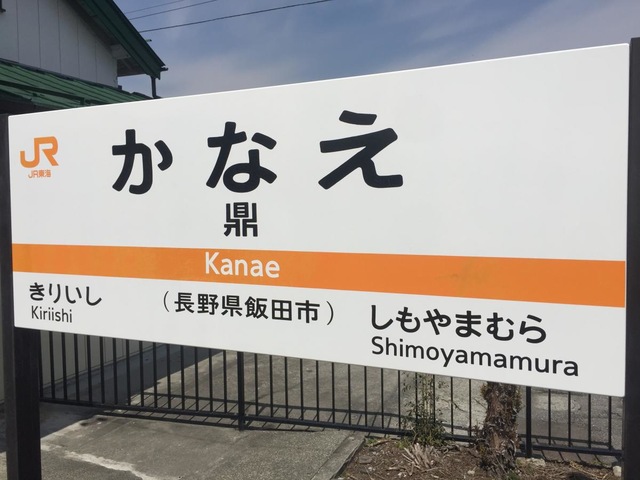 JR
JR東海
かなえ
鼎
Kanae
きりいし
Kiriishi
（長野県飯田市）
しもやまむら
Shimoyamamura